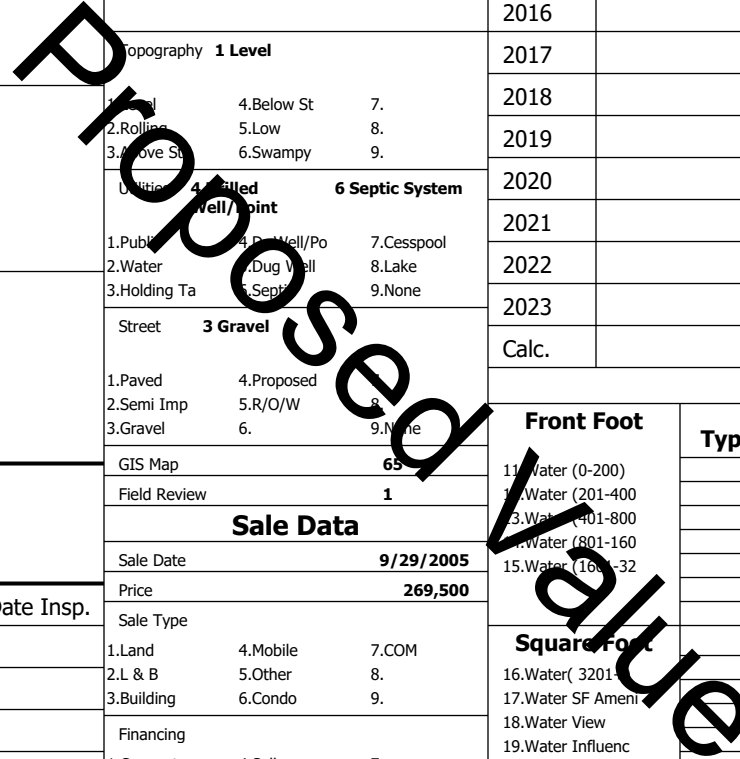 Proposed Value
Topography 1 Level
4.Below St 7.
2.Rolling 5.Low 8.
3.Above St 6.Swampy 9.
Utilities 4 Drilled Well/Point 6 Septic System
1.Public 4.Dr Well/Po 7.Cesspool
2.Water 5.Dug Well 8.Lake
3.Holding Ta 6.Septic 9.None
Street 3 Gravel
1.Paved 4.Proposed
2.Semi Imp 5.R/O/W 8.
3.Gravel 6. 9.None
GIS Map 65
Field Review 1
Sale Data
Sale Date 9/29/2005
Price 269,500
Sale Type
1.Land 4.Mobile 7.COM
2.L & B 5.Other 8.
3.Building 6.Condo 9.
Financing
Date Insp.
2016
2017
2018
2019
2020
2021
2022
2023
Calc.
Front Foot
Typ
11.Water (0-200)
12.Water (201-400
13.Water (401-800
14.Water (801-160
15.Water (1601-32
Square Foot
16.Water( 3201-
17.Water SF Ameni
18.Water View
19.Water Influenc